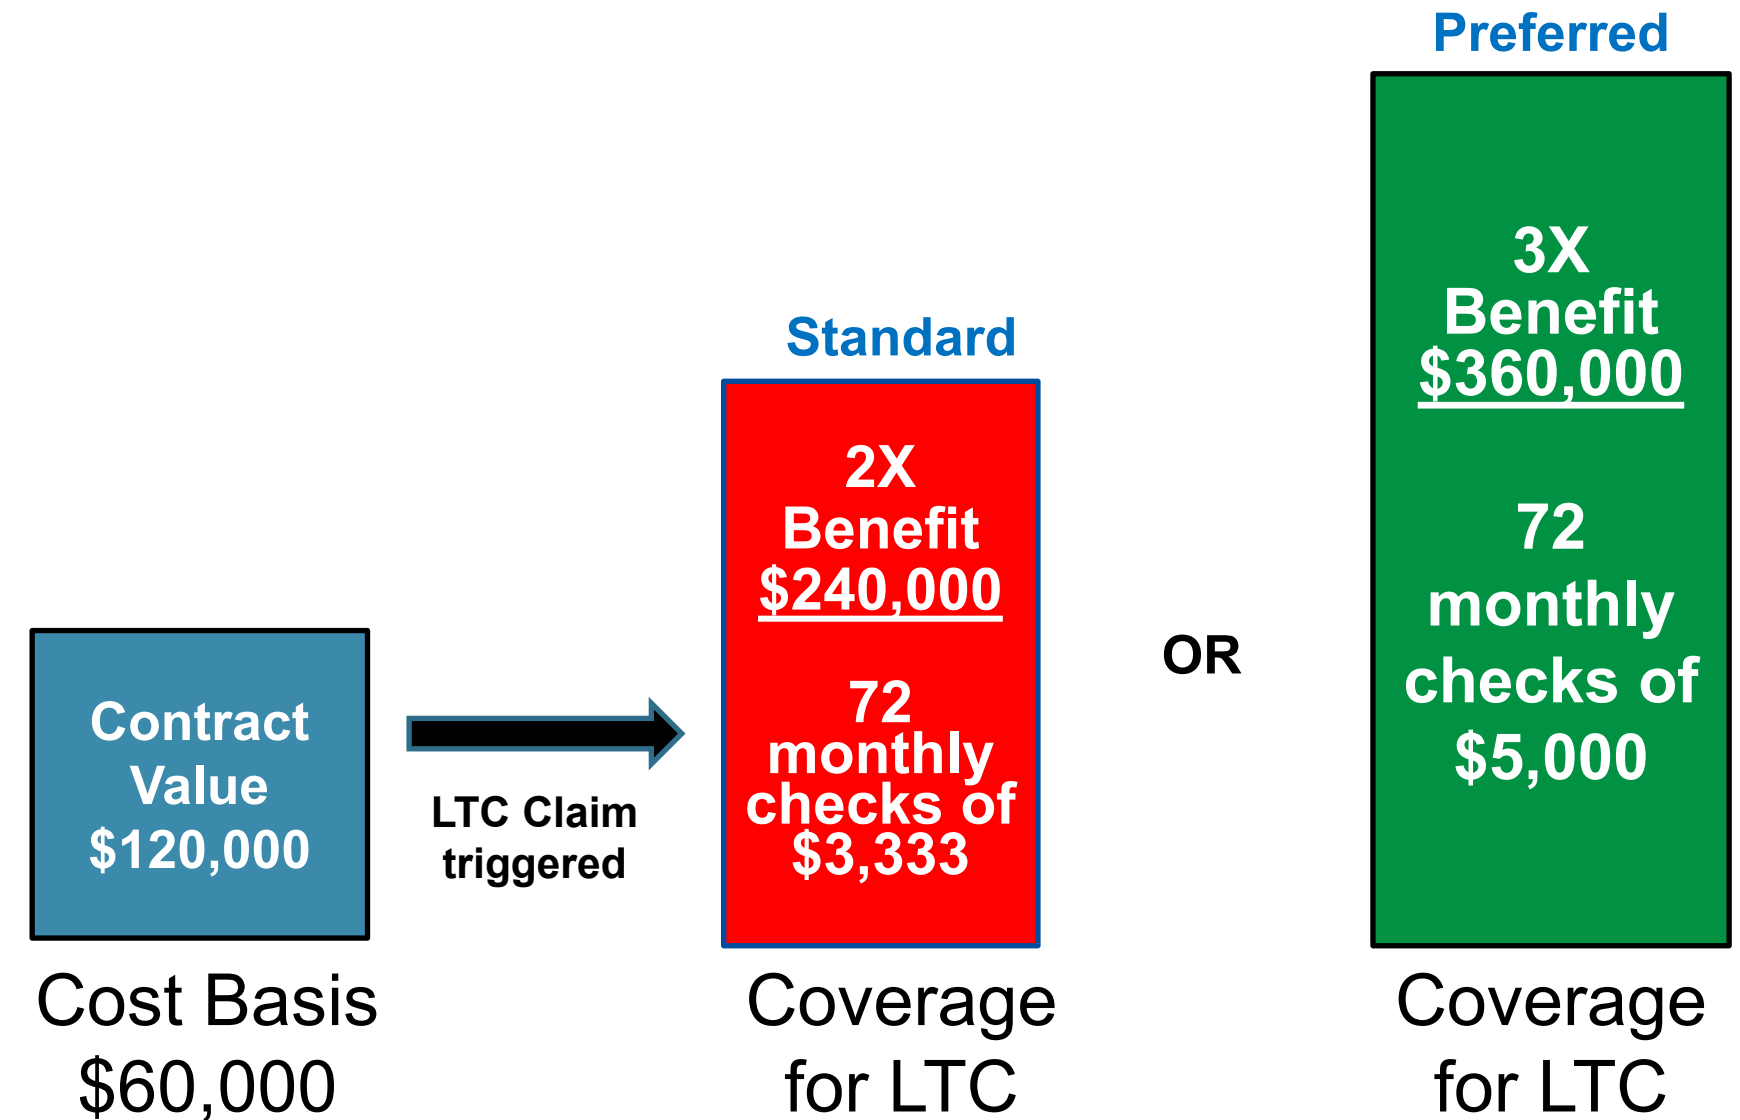 Contract
Value
$120,000
Cost Basis
$60,000
LTC Claim
triggered
Standard
2X
Benefit
$240,000
72
monthly
checks of
$3,333
Coverage
for LTC
OR
Preferred
3X
Benefit
$360,000
72
monthly
checks of
$5,000
Coverage
for LTC